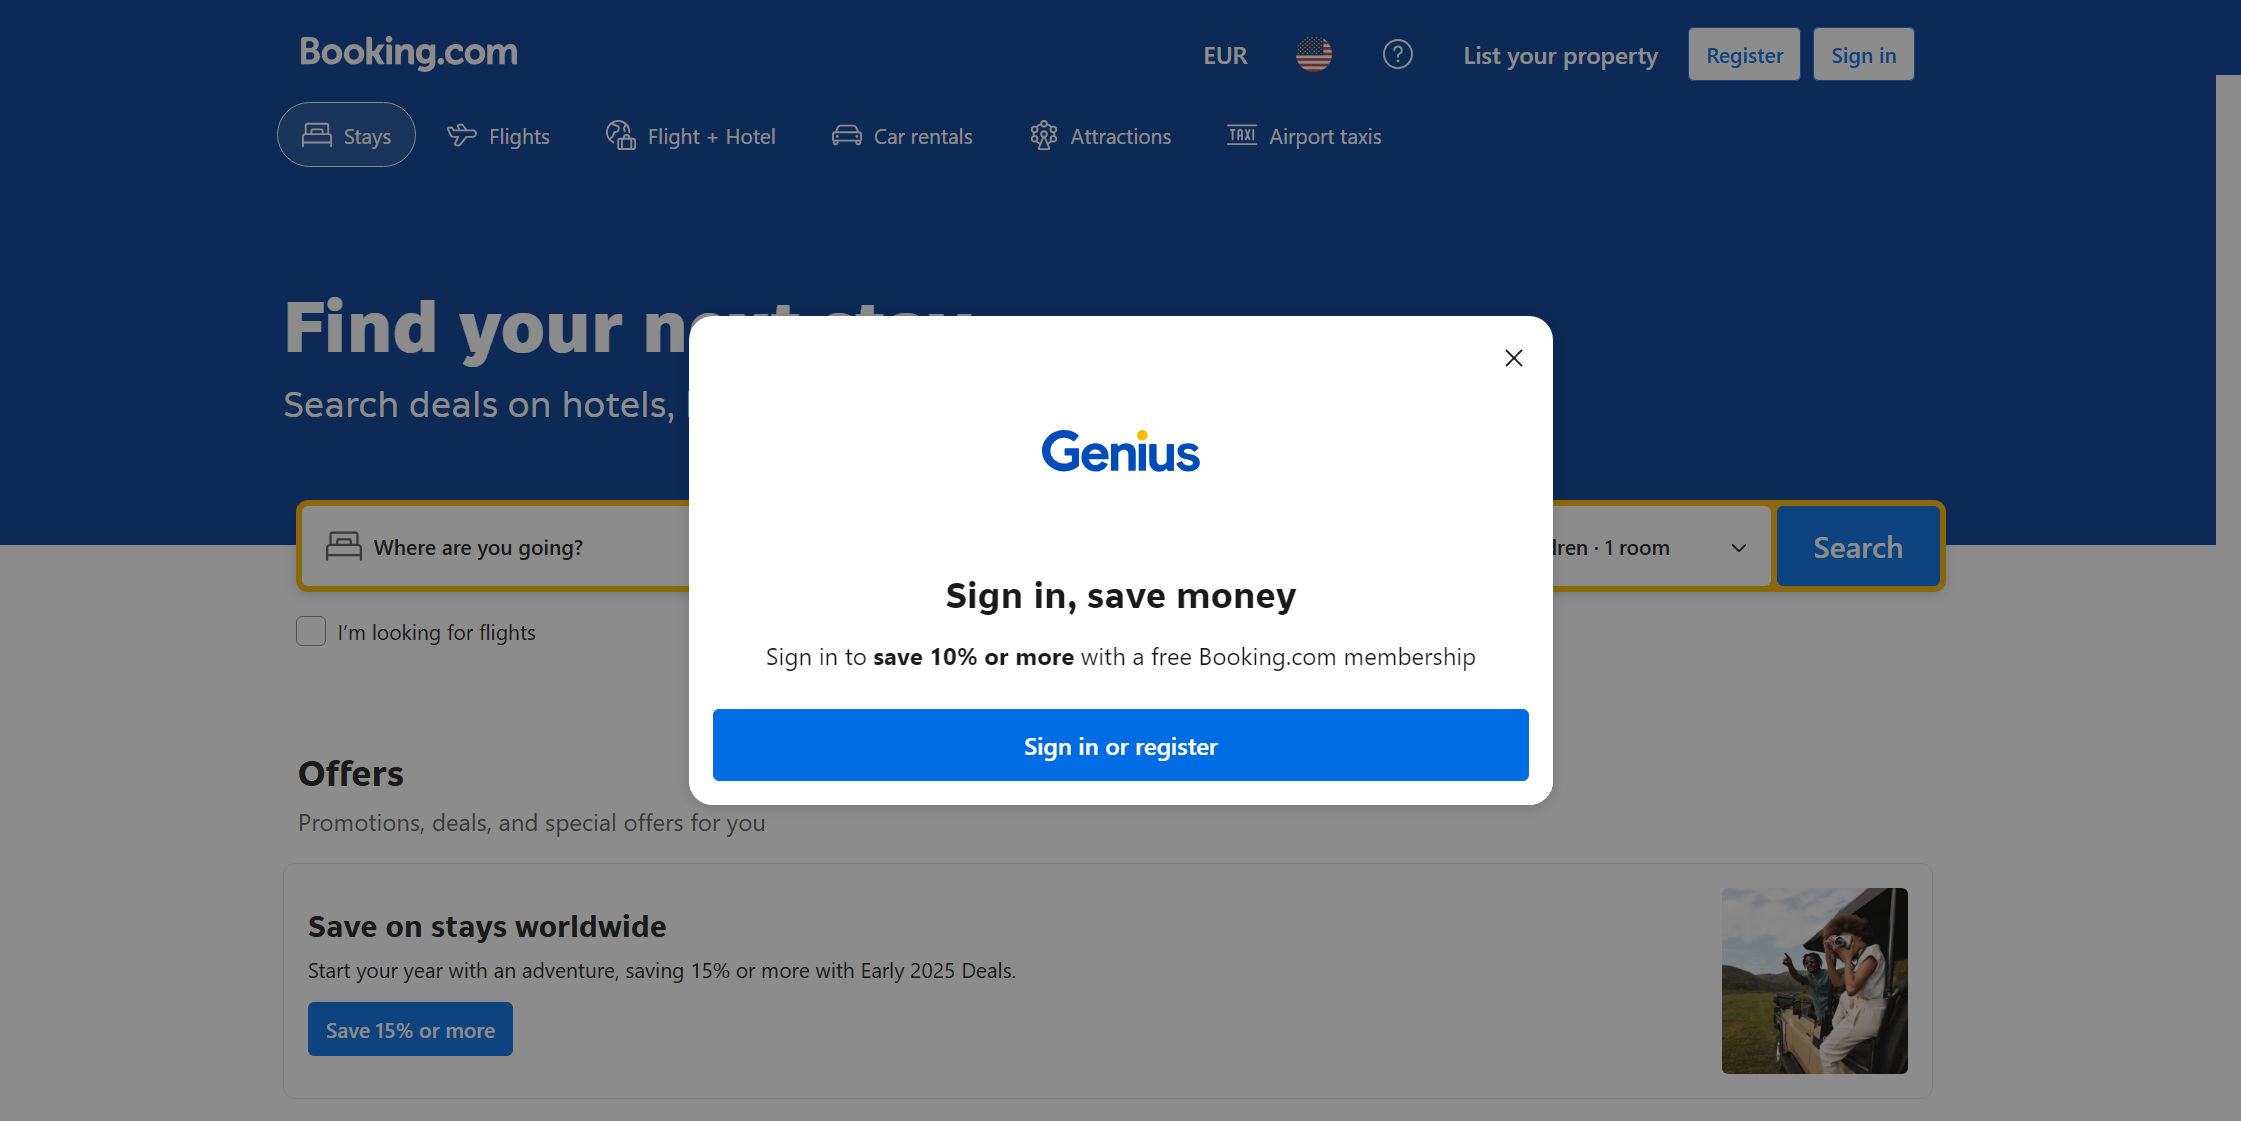 Booking.com
EUR
List your property
Register
Sign in
Stays
Flights
Flight + Hotel
Car rentals
Attractions
TAXI
Airport taxis
Find your next stay
Search deals on hotels,
Genius
Where are you going?
dren · 1 room
Search
Sign in, save money
I'm looking for flights
Sign in to save 10% or more with a free Booking.com membership
Sign in or register
Offers
Promotions, deals, and special offers for you
Save on stays worldwide
Start your year with an adventure, saving 15% or more with Early 2025 Deals.
Save 15% or more